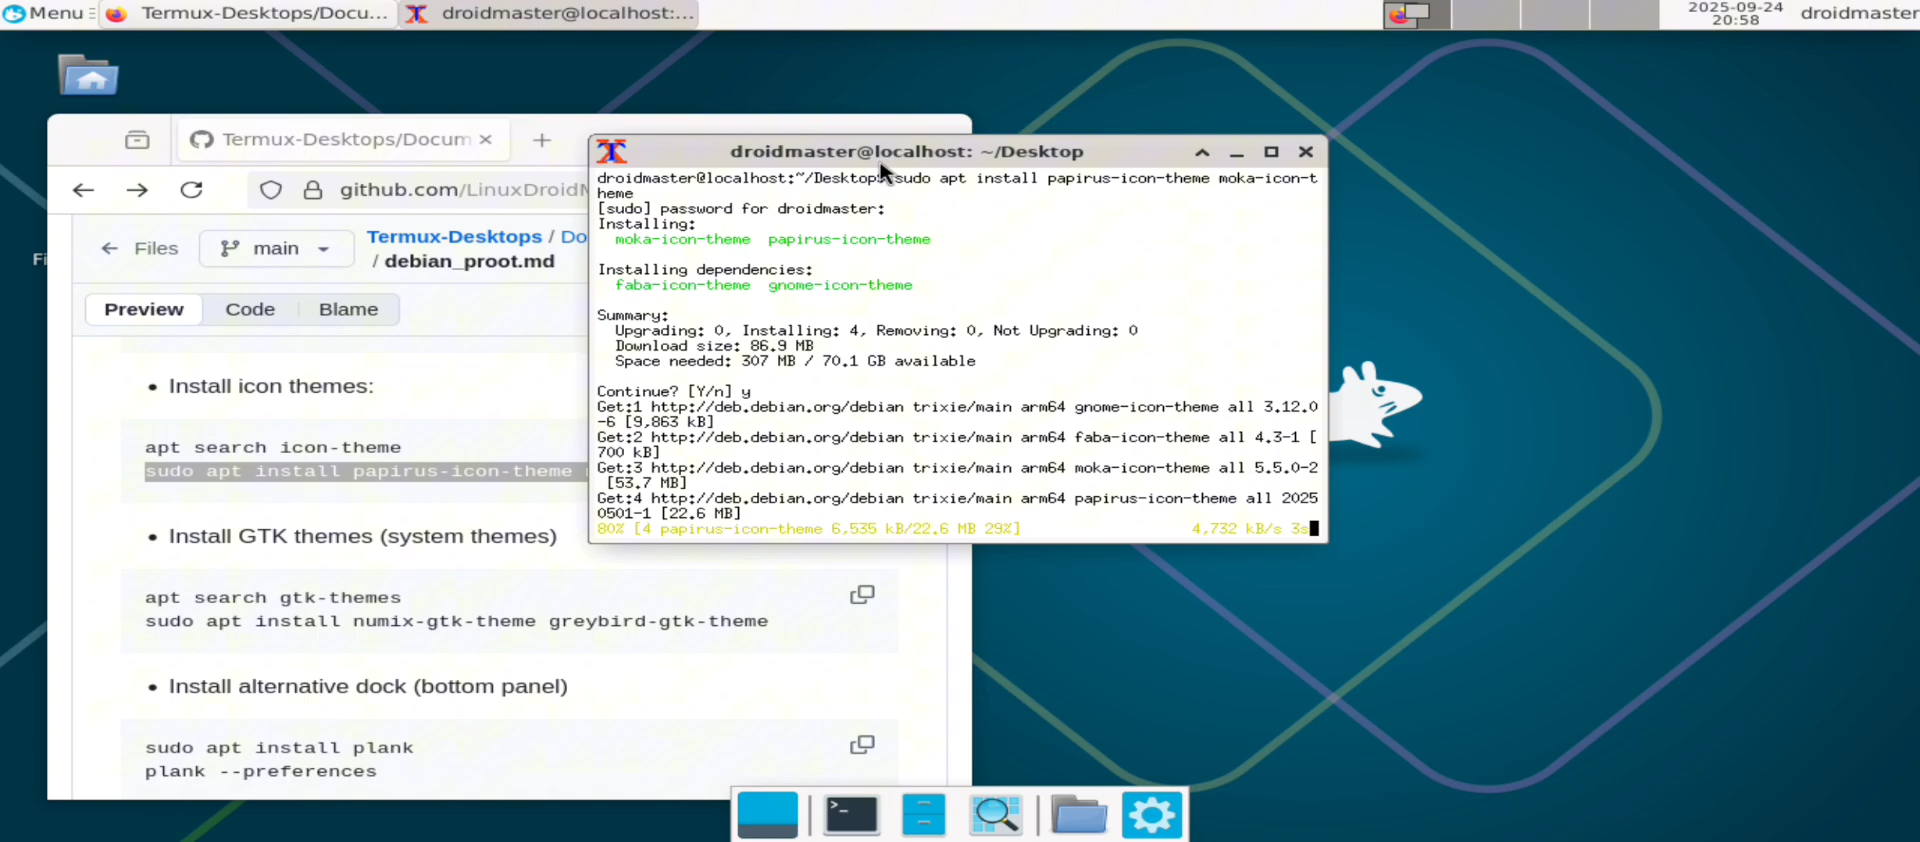 Menu
Termux-Desktops/Docu...
droidmaster@localhost:...
2025-09-24
20:58
droidmaster
Termux-Desktops/Docum
github.com/LinuxDroidM
Files
main
Termux-Desktops / Do
/ debian_proot.md
Preview
Code
Blame
Fi
• Install icon themes:
apt search icon-theme
sudo apt install papirus-icon-theme
• Install GTK themes (system themes)
apt search gtk-themes
sudo apt install numix-gtk-theme greybird-gtk-theme
• Install alternative dock (bottom panel)
sudo apt install plank
plank --preferences
droidmaster@localhost: ~/Desktop
droidmaster@localhost:~/Desktop$ sudo apt install papirus-icon-theme moka-icon-t
heme
[sudo] password for droidmaster:
Installing:
moka-icon-theme papirus-icon-theme
Installing dependencies:
faba-icon-theme gnome-icon-theme
Summary:
Upgrading: 0, Installing: 4, Removing: 0, Not Upgrading: 0
Download size: 86.9 MB
Space needed: 307 MB / 70.1 GB available
Continue? [Y/n] y
Get:1 http://deb.debian.org/debian trixie/main arm64 gnome-icon-theme all 3.12.0
-6 [9,863 kB]
Get:2 http://deb.debian.org/debian trixie/main arm64 faba-icon-theme all 4.3-1 [
700 kB]
Get:3 http://deb.debian.org/debian trixie/main arm64 moka-icon-theme all 5.5.0-2
[53.7 MB]
Get:4 http://deb.debian.org/debian trixie/main arm64 papirus-icon-theme all 2025
0501-1 [22.6 MB]
80% [4 papirus-icon-theme 6,535 kB/22.6 MB 29%] 4,732 kB/s 3s